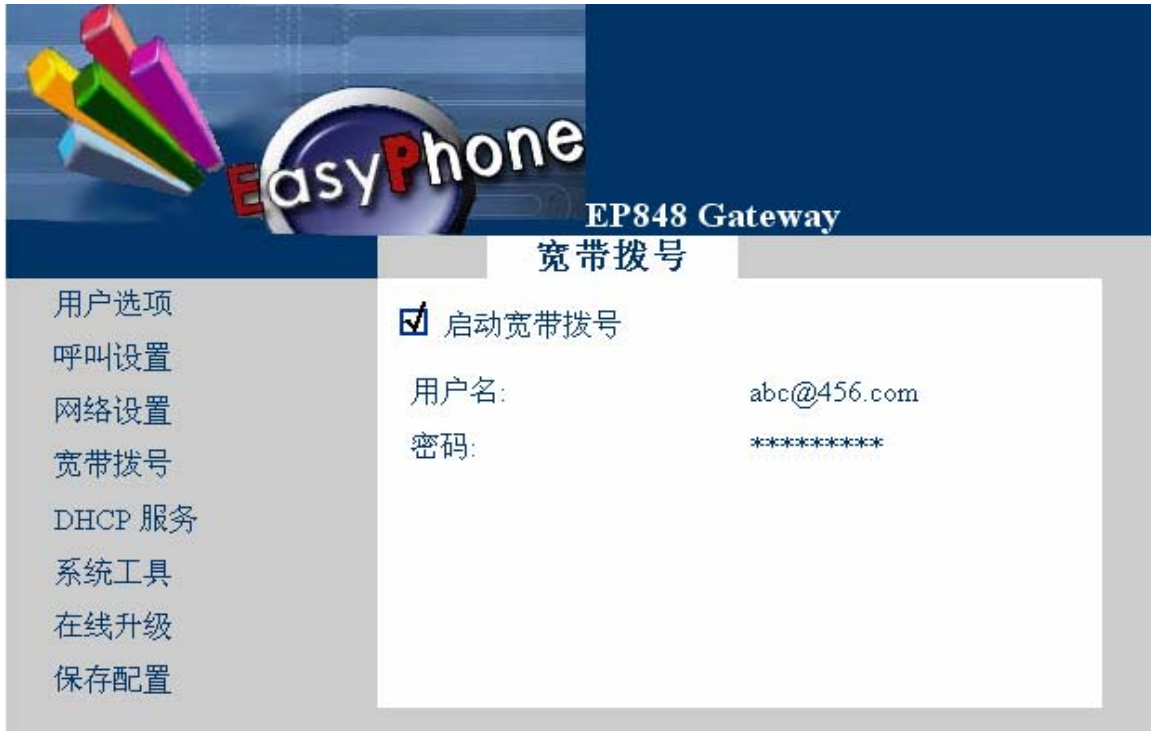 EasyPhone
EP848 Gateway
宽带拨号
用户选项
呼叫设置
网络设置
宽带拨号
DHCP 服务
系统工具
在线升级
保存配置
启动宽带拨号
用户名: abc@456.com
密码: *********